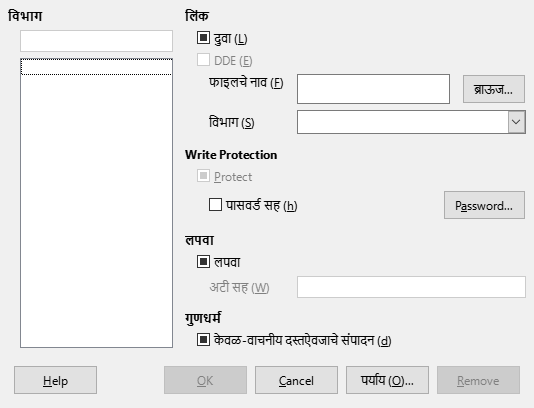 विभाग
लिंक
दुवा (L)
DDE (E)
फाइलचे नाव (F)
ब्राऊज...
विभाग (S)
Write Protection
Protect
पासवर्ड सह (h)
Password...
लपवा
लपवा
अटी सह (W)
गुणधर्म
केवळ-वाचनीय दस्तऐवजाचे संपादन (d)
Help
OK
Cancel
पर्याय (O)...
Remove